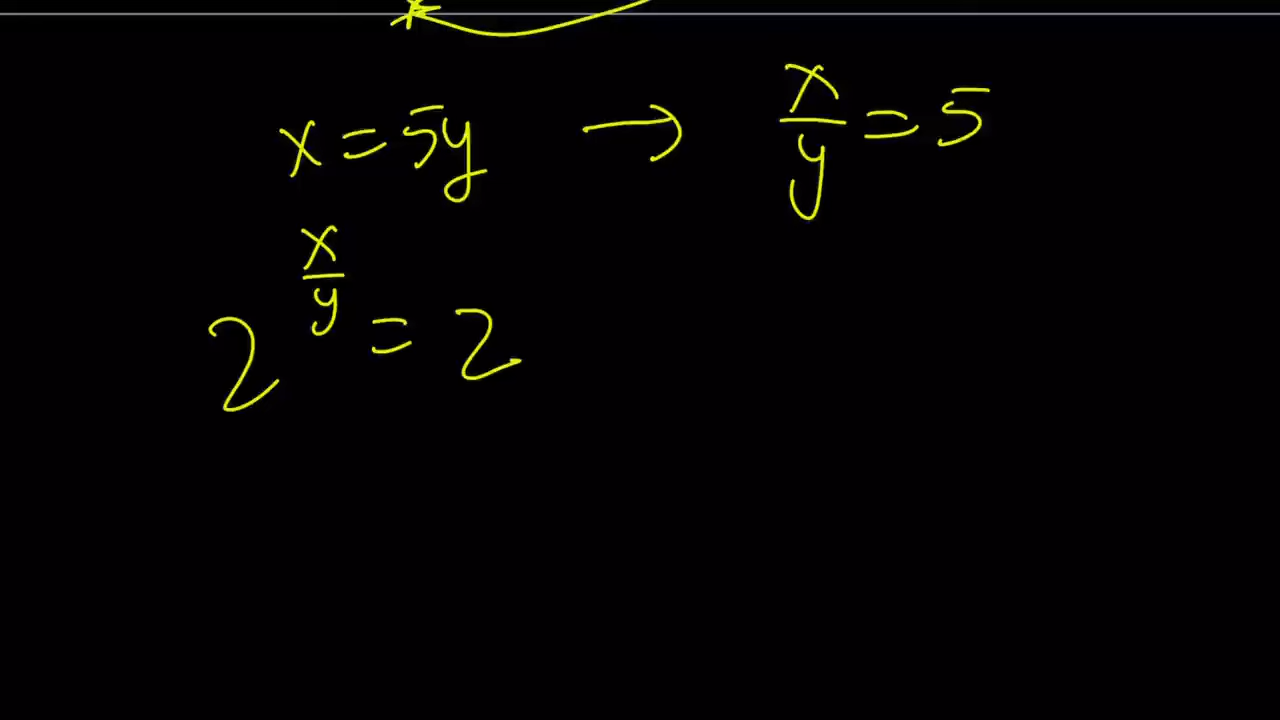 x = 5y → x/y = 5
2^(x/y) = 2